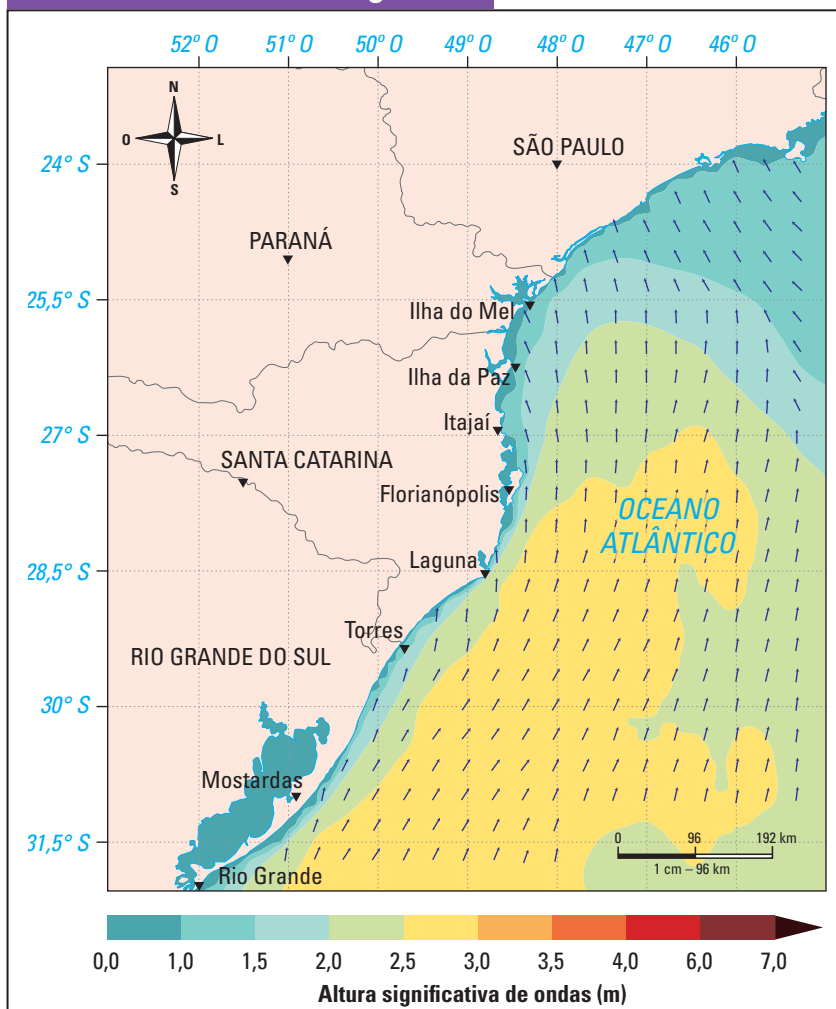 52º O 51º O 50º O 49º O 48º O 47º O 46º O
N
O L
S
24º S
SÃO PAULO
PARANÁ
25,5º S
Ilha do Mel
Ilha da Paz
27º S
Itajaí
SANTA CATARINA
Florianópolis
OCEANO
ATLÂNTICO
28,5º S
Laguna
Torres
RIO GRANDE DO SUL
30º S
Mostardas
31,5º S
0 96 192 km
1 cm – 96 km
Rio Grande
0,0 1,0 1,5 2,0 2,5 3,0 3,5 4,0 6,0 7,0
Altura significativa de ondas (m)